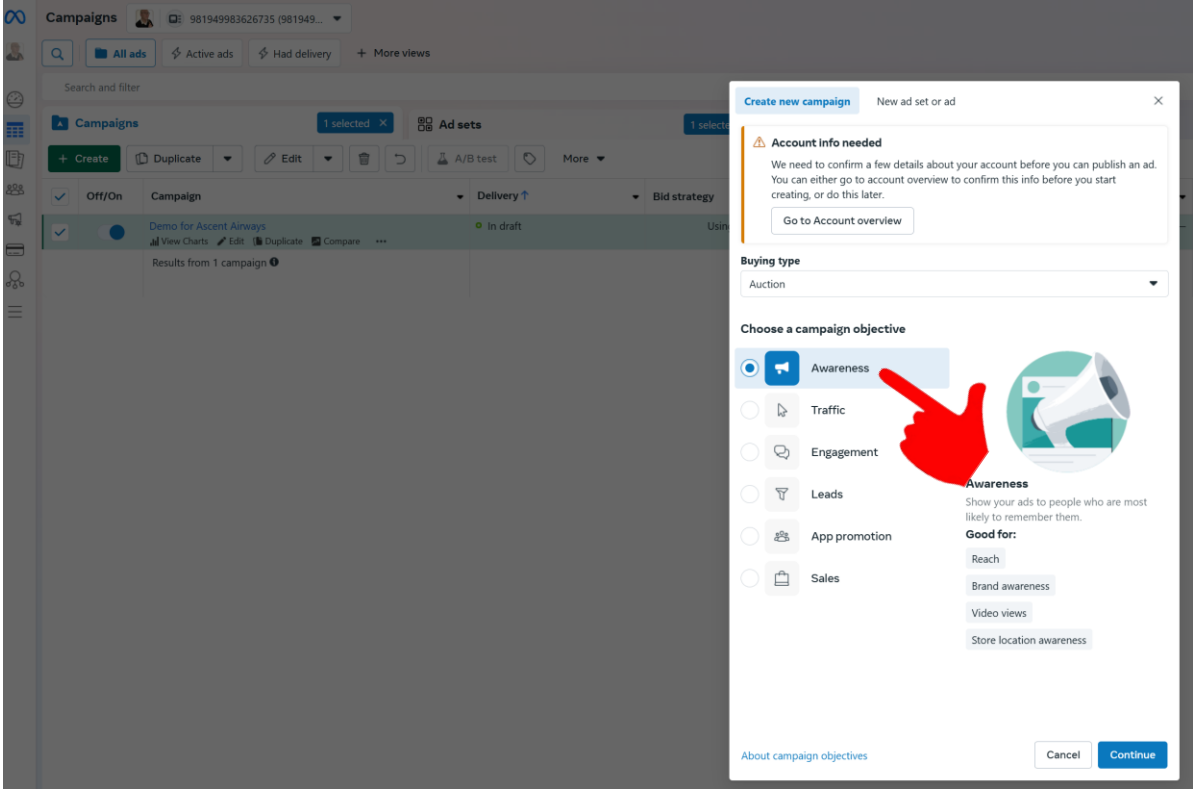 Campaigns
981949983626735 (981949...
All ads
Active ads
Had delivery
+ More views
Search and filter
Campaigns
1 selected ×
Ad sets
1 selecte
+ Create
Duplicate
Edit
A/B test
More
Off/On
Campaign
Delivery ↑
Bid strategy
Demo for Ascent Airways
In draft
Usin
View Charts
Edit
Duplicate
Compare
...
Results from 1 campaign
Create new campaign
New ad set or ad
Account info needed
We need to confirm a few details about your account before you can publish an ad.
You can either go to account overview to confirm this info before you start
creating, or do this later.
Go to Account overview
Buying type
Auction
Choose a campaign objective
Awareness
Traffic
Engagement
Leads
App promotion
Sales
Awareness
Show your ads to people who are most
likely to remember them.
Good for:
Reach
Brand awareness
Video views
Store location awareness
About campaign objectives
Cancel
Continue